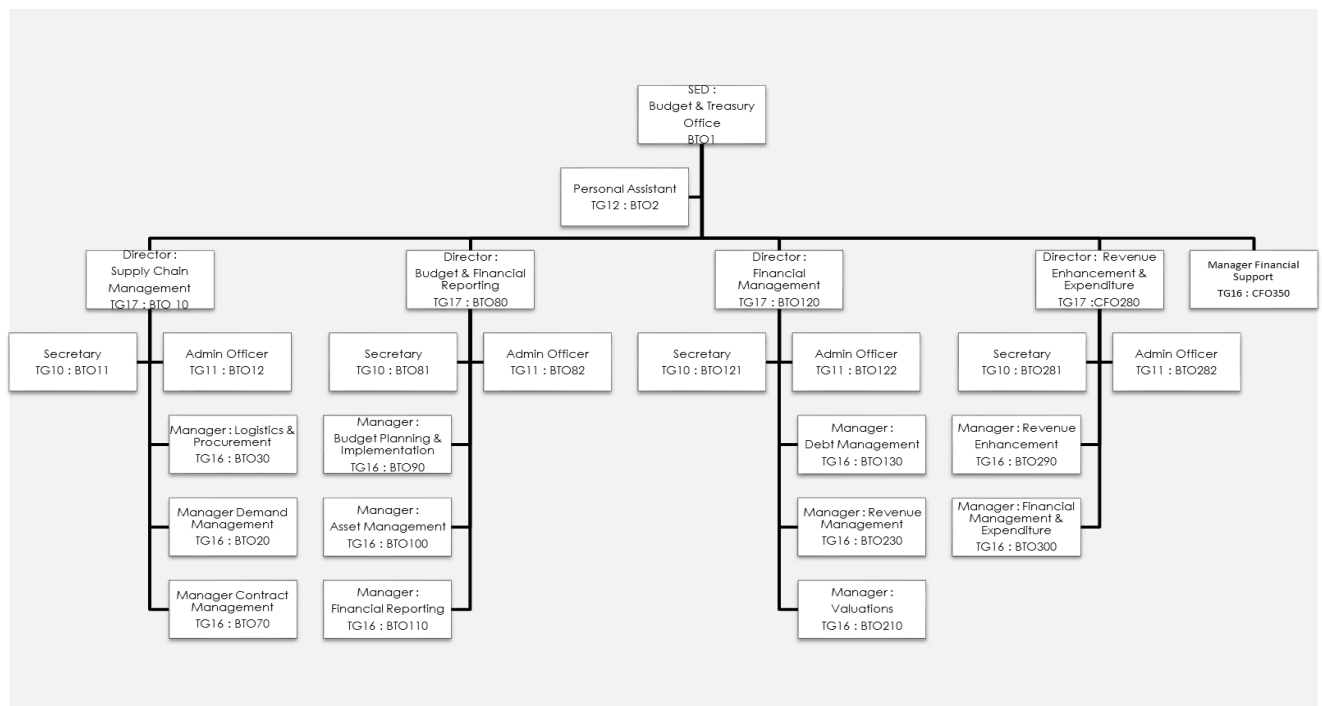 SED :
Budget & Treasury
Office
BTO1
Personal Assistant
TG12 : BTO2
Director :
Supply Chain
Management
TG17 : BTO 10
Director :
Budget & Financial
Reporting
TG17 : BTO80
Director :
Financial
Management
TG17 : BTO120
Director : Revenue
Enhancement &
Expenditure
TG17 :CFO280
Manager Financial
Support
TG16 : CFO350
Secretary
TG10 : BTO11
Admin Officer
TG11 : BTO12
Secretary
TG10 : BTO81
Admin Officer
TG11 : BTO82
Secretary
TG10 : BTO121
Admin Officer
TG11 : BTO122
Secretary
TG10 : BTO281
Admin Officer
TG11 : BTO282
Manager : Logistics &
Procurement
TG16 : BTO30
Manager :
Budget Planning &
Implementation
TG16 : BTO90
Manager :
Debt Management
TG16 : BTO130
Manager : Revenue
Enhancement
TG16 : BTO290
Manager Demand
Management
TG16 : BTO20
Manager :
Asset Management
TG16 : BTO100
Manager : Revenue
Management
TG16 : BTO230
Manager : Financial
Management &
Expenditure
TG16 : BTO300
Manager Contract
Management
TG16 : BTO70
Manager :
Financial Reporting
TG16 : BTO110
Manager :
Valuations
TG16 : BTO210